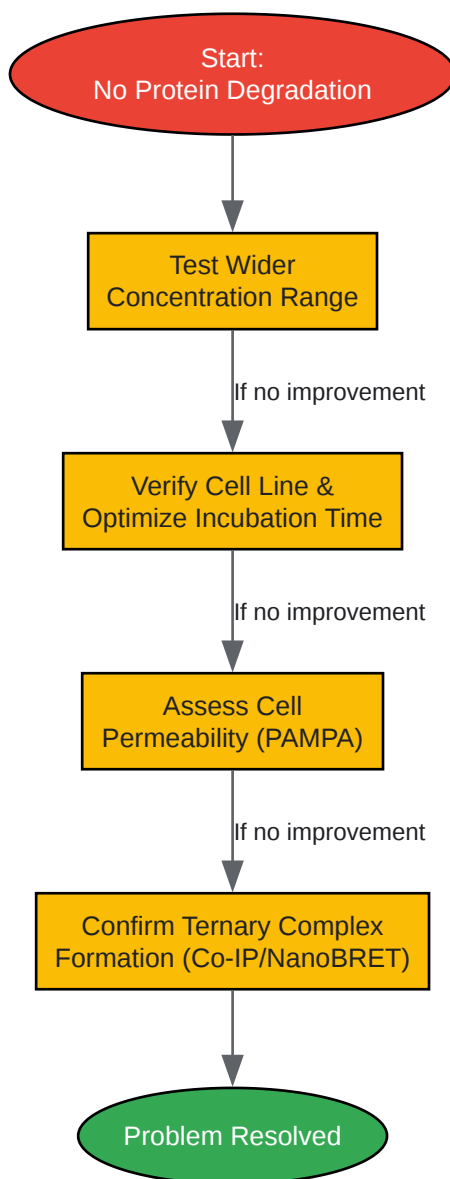 Start:
No Protein Degradation
Test Wider
Concentration Range
If no improvement
Verify Cell Line &
Optimize Incubation Time
If no improvement
Assess Cell
Permeability (PAMPA)
If no improvement
Confirm Ternary Complex
Formation (Co-IP/NanoBRET)
Problem Resolved